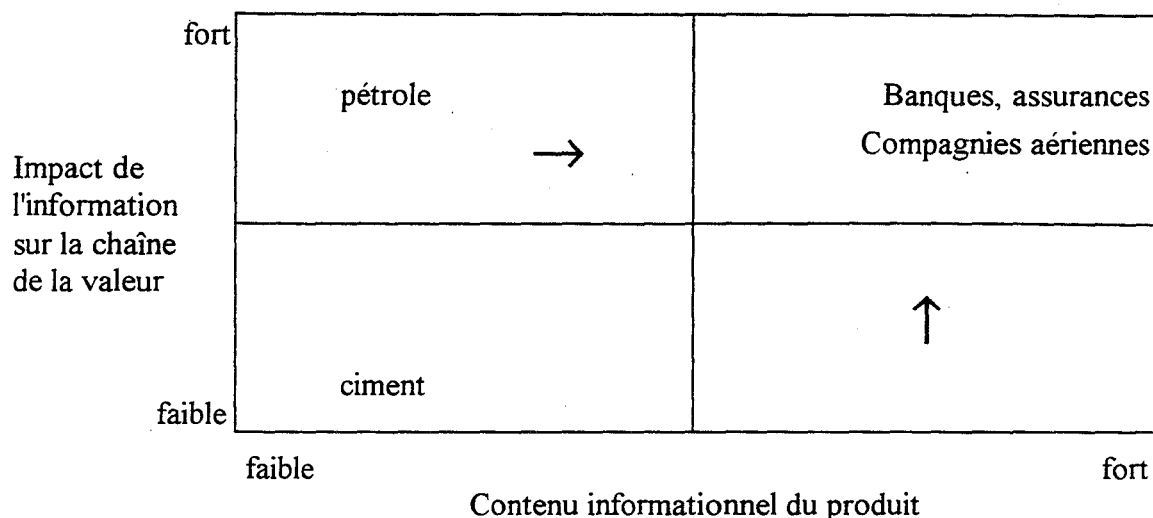 fort
pétrole
Banques, assurances
Compagnies aériennes
Impact de
l'information
sur la chaîne
de la valeur
ciment
faible
faible
fort
Contenu informationnel du produit